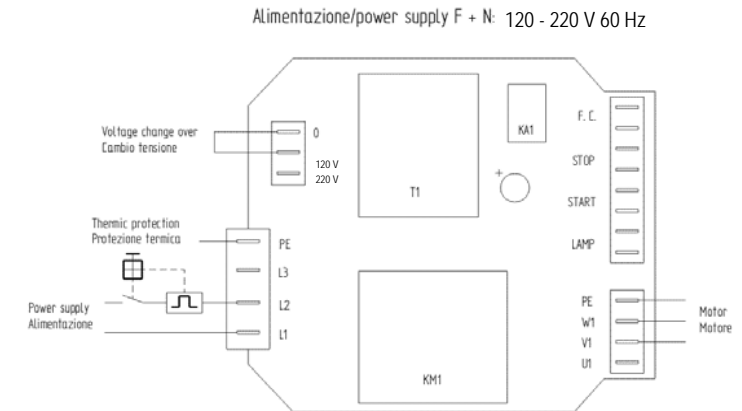 Alimentazione/power supply F + N: 120 - 220 V 60 Hz
Voltage change over
Cambio tensione
0
120 V
220 V
T1
KA1
+
F. C.
STOP
START
LAMP
Thermic protection
Protezione termica
PE
L3
L2
L1
Power supply
Alimentazione
KM1
PE
W1
V1
U1
Motor
Motore